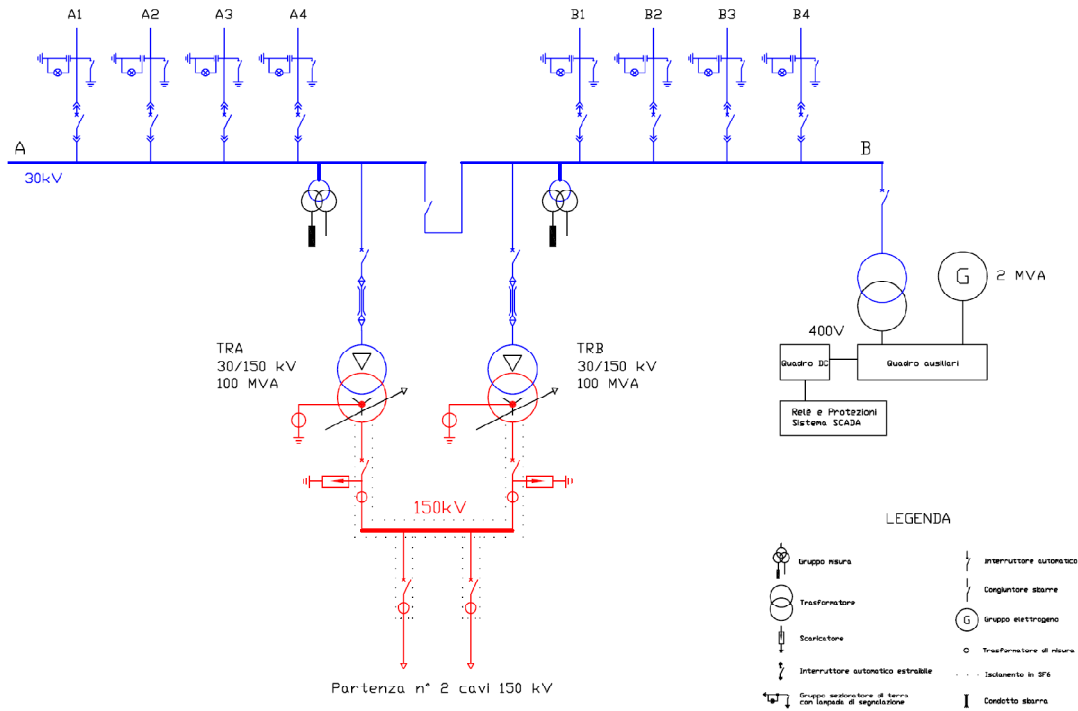 A1 A2 A3 A4 B1 B2 B3 B4
A B
30kV
G 2 MVA
400V
TRA
30/150 kV
100 MVA
TRB
30/150 kV
100 MVA
Quadro DC Quadro ausiliari
Relè e Protezioni
Sistema SCADA
150kV
Partenza n° 2 cavi 150 kV
LEGENDA
Gruppo misura
Trasformatore
Scaricatore
Interruttore automatico estraibile
Gruppo sezionatore di terra
con lampada di segnalazione
Interruttore automatico
Congiuntore sbarre
G Gruppo elettrogeno
Trasformatore di misura
Isolamento in SF6
Condotto sbarra